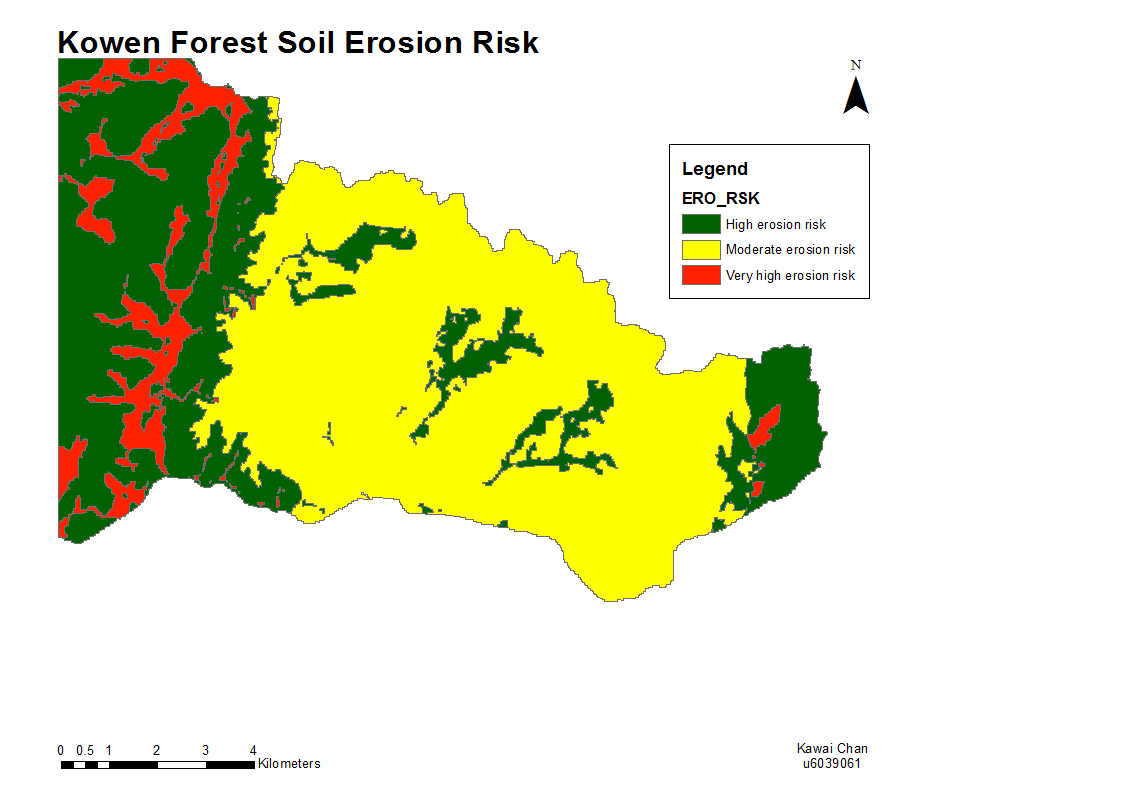 Kowen Forest Soil Erosion Risk
N
Legend
ERO_RSK
High erosion risk
Moderate erosion risk
Very high erosion risk
0 0.5 1 2 3 4
Kilometers
Kawai Chan
u6039061